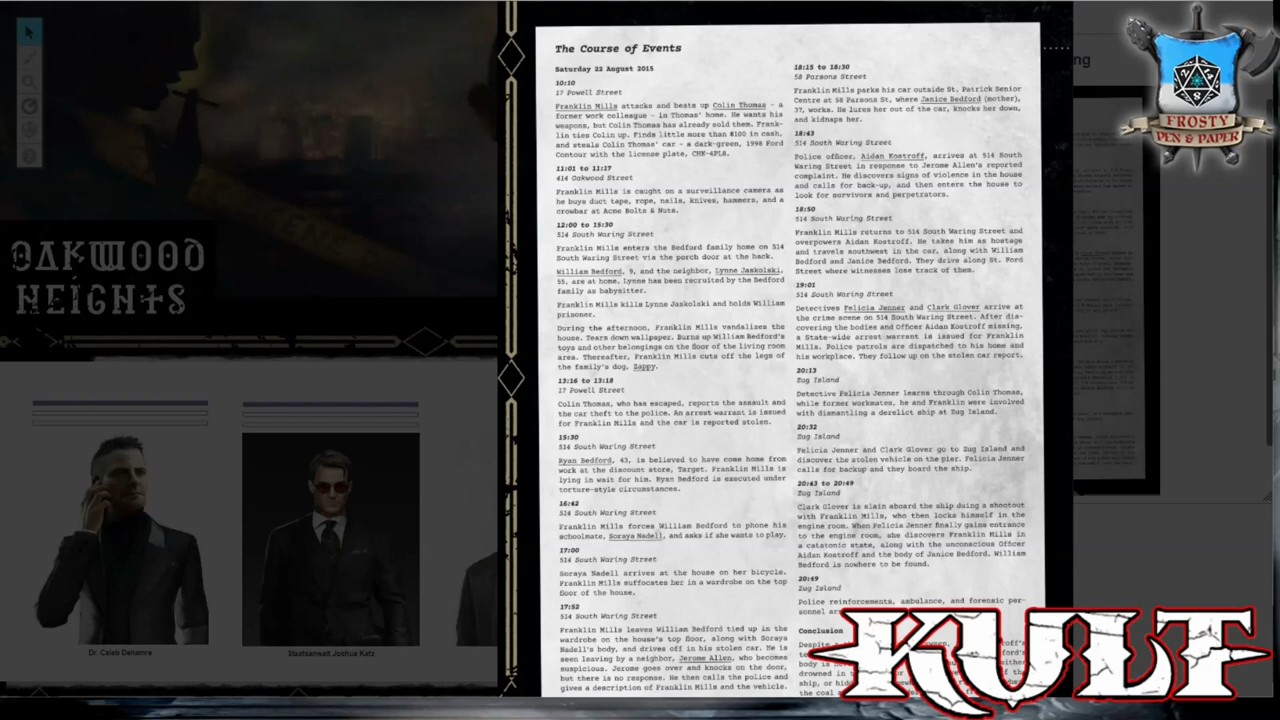 The Course of Events
Saturday 22 August 2015
10:10
17 Powell Street
Franklin Mills attacks and beats up Colin Thomas – a
former work colleague – in Thomas' home. He wants his
weapons, but Colin Thomas has already sold them. Frank-
lin ties Colin up. Finds little more than $100 in cash,
and steals Colin Thomas' car – a dark-green, 1998 Ford
Contour with the license plate, CHK-4PL8.
11:01 to 11:17
414 Oakwood Street
Franklin Mills is caught on a surveillance camera as
he buys duct tape, rope, nails, knives, hammers, and a
crowbar at Acme Bolts & Nuts.
12:00 to 15:30
514 South Waring Street
Franklin Mills enters the Bedford family home on 514
South Waring Street via the porch door at the back.
William Bedford, 9, and the neighbor, Lynne Jaskolski,
55, are at home. Lynne has been recruited by the Bedford
family as babysitter.
Franklin Mills kills Lynne Jaskolski and holds William
prisoner.
During the afternoon, Franklin Mills vandalizes the
house. Tears down wallpaper. Burns up William Bedford's
toys and other belongings on the floor of the living room
area. Thereafter, Franklin Mills cuts off the legs of
the family's dog, Zappy.
13:16 to 13:18
17 Powell Street
Colin Thomas, who has escaped, reports the assault and
the car theft to the police. An arrest warrant is issued
for Franklin Mills and the car is reported stolen.
15:30
514 South Waring Street
Ryan Bedford, 43, is believed to have come home from
work at the discount store, Target. Franklin Mills is
lying in wait for him. Ryan Bedford is executed under
torture-style circumstances.
16:42
514 South Waring Street
Franklin Mills forces William Bedford to phone his
schoolmate, Soraya Nadell, and asks if she wants to play.
17:00
514 South Waring Street
Soraya Nadell arrives at the house on her bicycle.
Franklin Mills suffocates her in a wardrobe on the top
floor of the house.
17:52
514 South Waring Street
Franklin Mills leaves William Bedford tied up in the
wardrobe on the house's top floor, along with Soraya
Nadell's body, and drives off in his stolen car. He is
seen leaving by a neighbor, Jerome Allen, who becomes
suspicious. Jerome goes over and knocks on the door,
but there is no response. He then calls the police and
gives a description of Franklin Mills and the vehicle.
18:15 to 18:30
58 Parsons Street
Franklin Mills parks his car outside St. Patrick Senior
Centre at 58 Parsons St, where Janice Bedford (mother),
37, works. He lures her out of the car, knocks her down,
and kidnaps her.
18:43
514 South Waring Street
Police officer, Aidan Kostroff, arrives at 514 South
Waring Street in response to Jerome Allen's reported
complaint. He discovers signs of violence in the house
and calls for back-up, and then enters the house to
look for survivors and perpetrators.
18:50
514 South Waring Street
Franklin Mills returns to 514 South Waring Street and
overpowers Aidan Kostroff. He takes him as hostage
and travels southwest in the car, along with William
Bedford and Janice Bedford. They drive along St. Ford
Street where witnesses lose track of them.
19:01
514 South Waring Street
Detectives Felicia Jenner and Clark Glover arrive at
the crime scene on 514 South Waring Street. After dis-
covering the bodies and Officer Aidan Kostroff missing,
a State-wide arrest warrant is issued for Franklin
Mills. Police patrols are dispatched to his home and
his workplace. They follow up on the stolen car report.
20:13
Zug Island
Detective Felicia Jenner learns through Colin Thomas,
while former workmates, he and Franklin were involved
with dismantling a derelict ship at Zug Island.
20:32
Zug Island
Felicia Jenner and Clark Glover go to Zug Island and
discover the stolen vehicle on the pier. Felicia Jenner
calls for backup and they board the ship.
20:43 to 20:49
Zug Island
Clark Glover is slain aboard the ship duing a shootout
with Franklin Mills, who then locks himself in the
engine room. When Felicia Jenner finally gains entrance
to the engine room, she discovers Franklin Mills in
a catatonic state, along with the unconscious Officer
Aidan Kostroff and the body of Janice Bedford. William
Bedford is nowhere to be found.
20:49
Zug Island
Police reinforcements, ambulance, and forensic per-
sonnel
Conclusion
Despite
body is
drowned in
ship, or
the coal
OAKWOOD
HEIGHTS
Dr. Caleb Dehamre
Staatsanwalt Joshua Katz
ng
FROSTY
PEN & PAPER
KULT